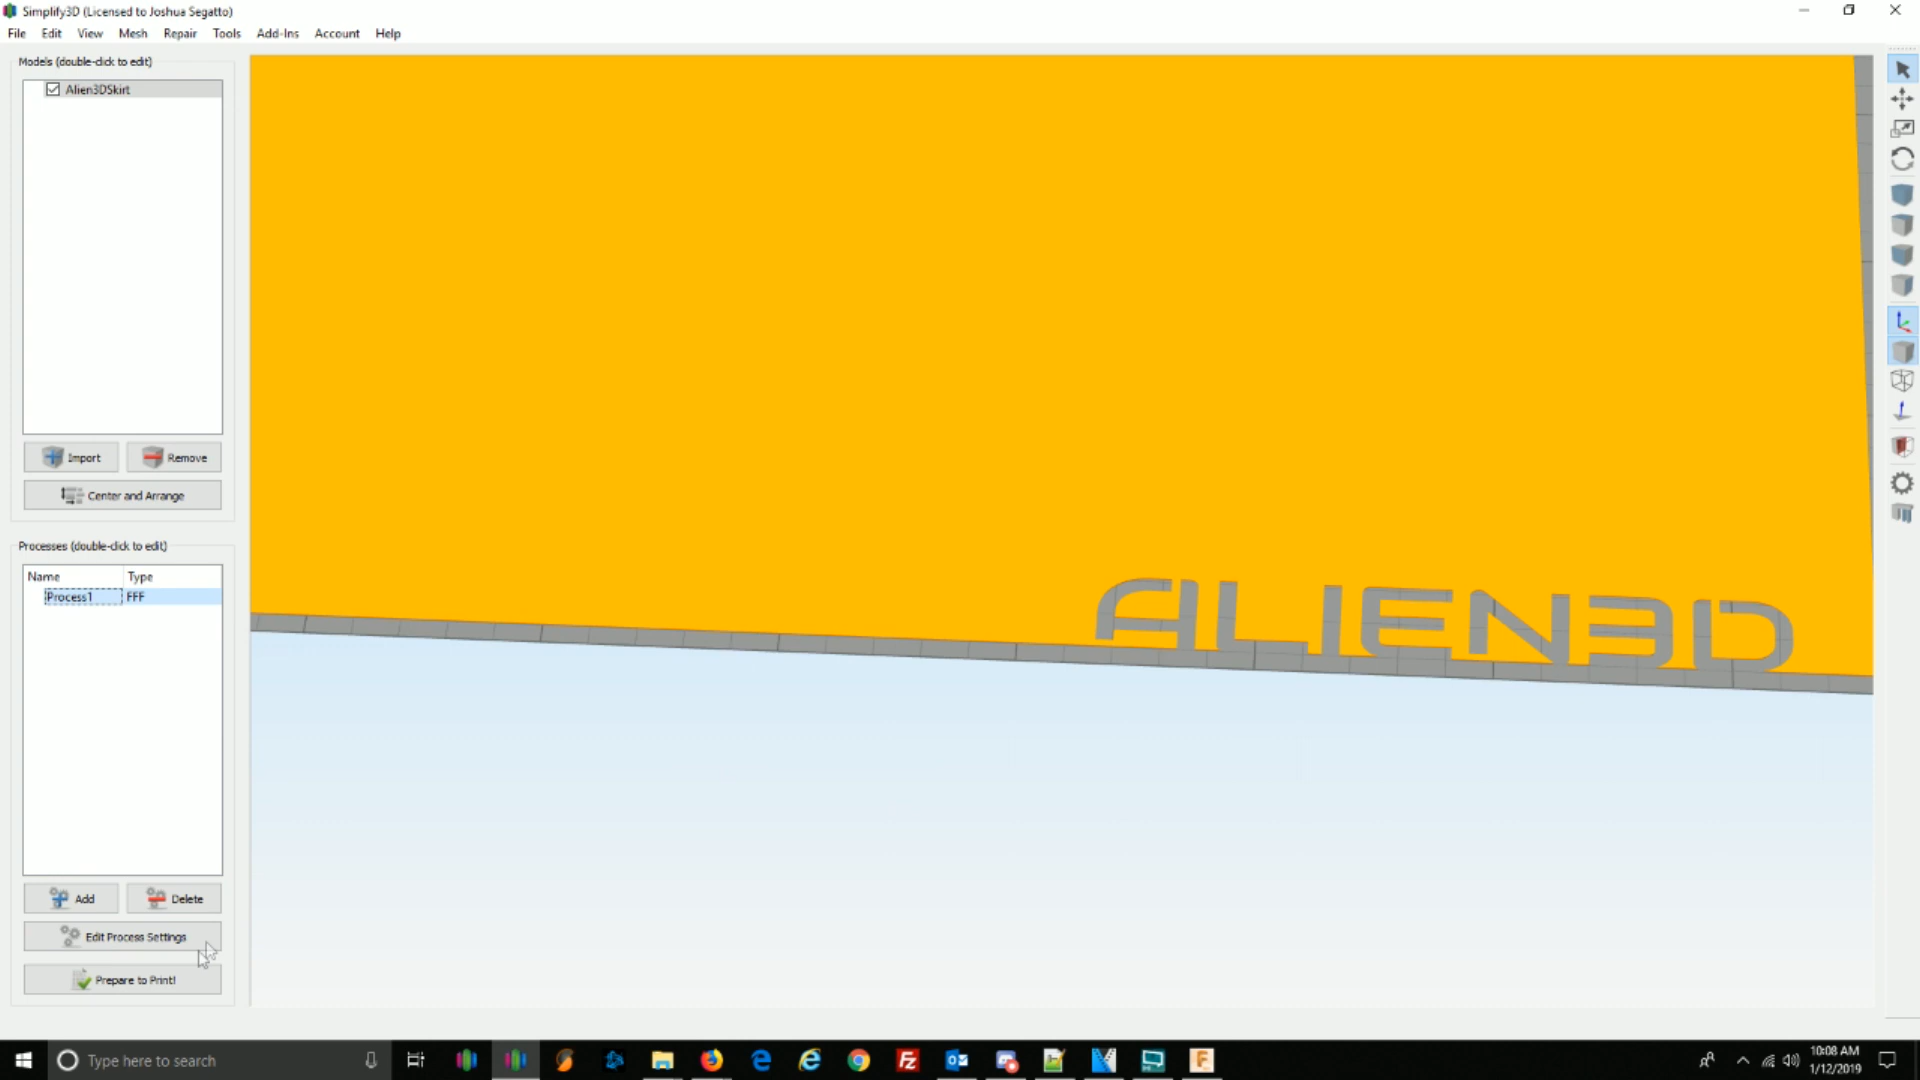 Simplify3D (Licensed to Joshua Segatto)
File Edit View Mesh Repair Tools Add-Ins Account Help
Models (double-click to edit)
Alien3DSkirt
Import Remove
Center and Arrange
Processes (double-click to edit)
Name Type
Process1 FFF
Add Delete
Edit Process Settings
Prepare to Print!
ALIEN3D
Type here to search
10:08 AM
1/12/2019